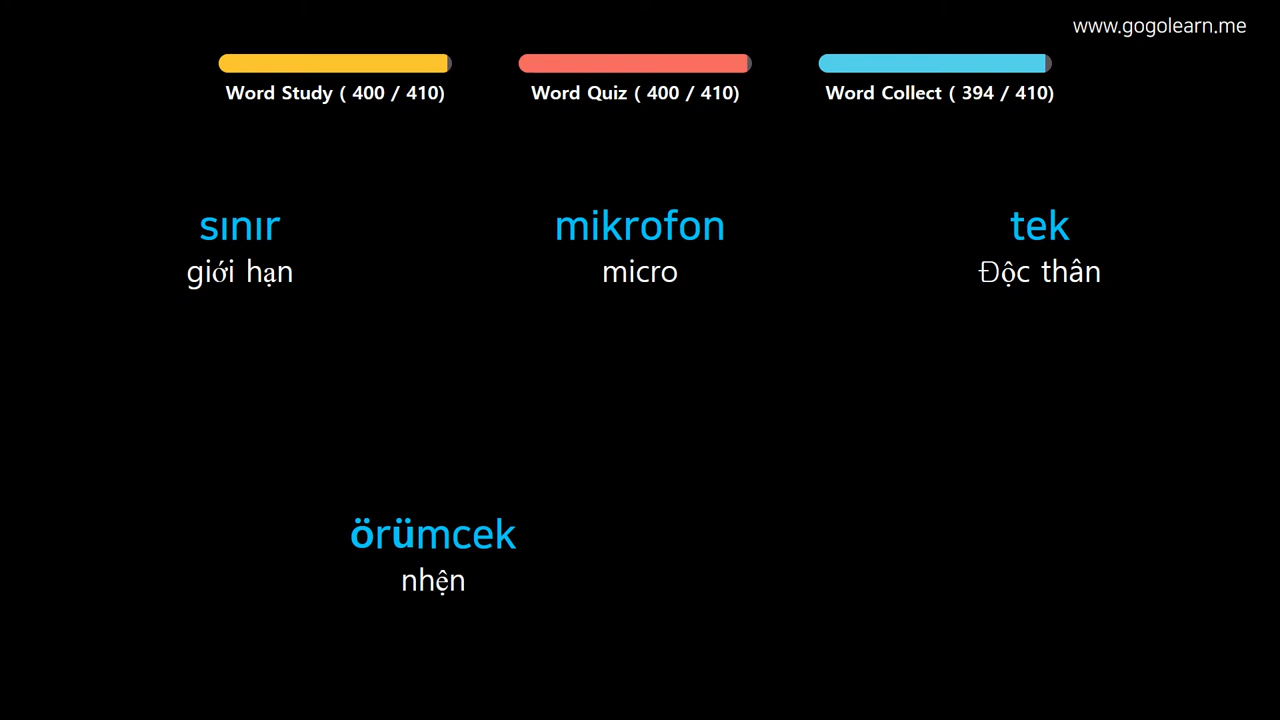 www.gogolearn.me
Word Study ( 400 / 410)
Word Quiz ( 400 / 410)
Word Collect ( 394 / 410)
sınır
giới hạn
mikrofon
micro
tek
Độc thân
örümcek
nhện